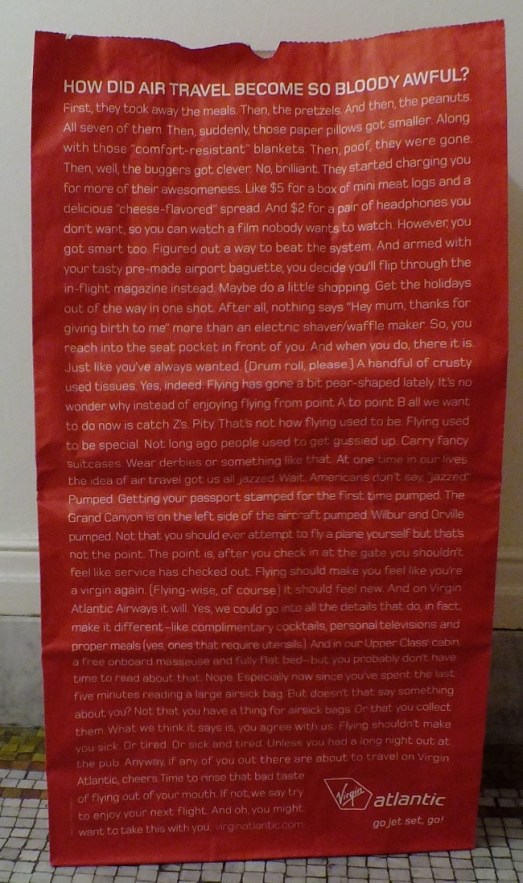 HOW DID AIR TRAVEL BECOME SO BLOODY AWFUL?
First, they took away the meals. Then, the pretzels. And then, the peanuts.
All seven of them. Then, suddenly, those paper pillows got smaller. Along
with those "comfort-resistant" blankets. Then, poof, they were gone.
Then, well, the buggers got clever. No, brilliant. They started charging you
for more of their awesomeness. Like $5 for a box of mini meat logs and a
delicious "cheese-flavored" spread. And $2 for a pair of headphones you
don't want, so you can watch a film nobody wants to watch. However, you
got smart too. Figured out a way to beat the system. And armed with
your tasty pre-made airport baguette, you decide you'll flip through the
in-flight magazine instead. Maybe do a little shopping. Get the holidays
out of the way in one shot. After all, nothing says "Hey mum, thanks for
giving birth to me" more than an electric shaver/waffle maker. So, you
reach into the seat pocket in front of you. And when you do, there it is.
Just like you've always wanted. (Drum roll, please.) A handful of crusty
used tissues. Yes, indeed. Flying has gone a bit pear-shaped lately. It's no
wonder why instead of enjoying flying from point A to point B all we want
to do now is catch Z's. Pity. That's not how flying used to be. Flying used
to be special. Not long ago people used to get gussied up. Carry fancy
suitcases. Wear derbies or something like that. At one time in our lives
the idea of air travel got us all jazzed. Wait. Americans don't say, "jazzed."
Pumped. Getting your passport stamped for the first time pumped. The
Grand Canyon is on the left side of the aircraft pumped. Wilbur and Orville
pumped. Not that you should ever attempt to fly a plane yourself but that's
not the point. The point is, after you check in at the gate you shouldn't
feel like service has checked out. Flying should make you feel like you're
a virgin again. (Flying-wise, of course.) It should feel new. And on Virgin
Atlantic Airways it will. Yes, we could go into all the details that do, in fact,
make it different—like complimentary cocktails, personal televisions and
proper meals (yes, ones that require utensils). And in our Upper Class cabin,
a free onboard masseuse and fully flat bed—but you probably don't have
time to read about that. Nope. Especially now since you've spent the last
five minutes reading a large airsick bag. But doesn't that say something
about you? Not that you have a thing for airsick bags. Or that you collect
them. What we think it says is, you agree with us. Flying shouldn't make
you sick. Or tired. Or sick and tired. Unless you had a long night out at
the pub. Anyway, if any of you out there are about to travel on Virgin
Atlantic, cheers. Time to rinse that bad taste
of flying out of your mouth. If not, we say try
to enjoy your next flight. And oh, you might
want to take this with you. virginatlantic.com
Virgin atlantic
go jet set, go!